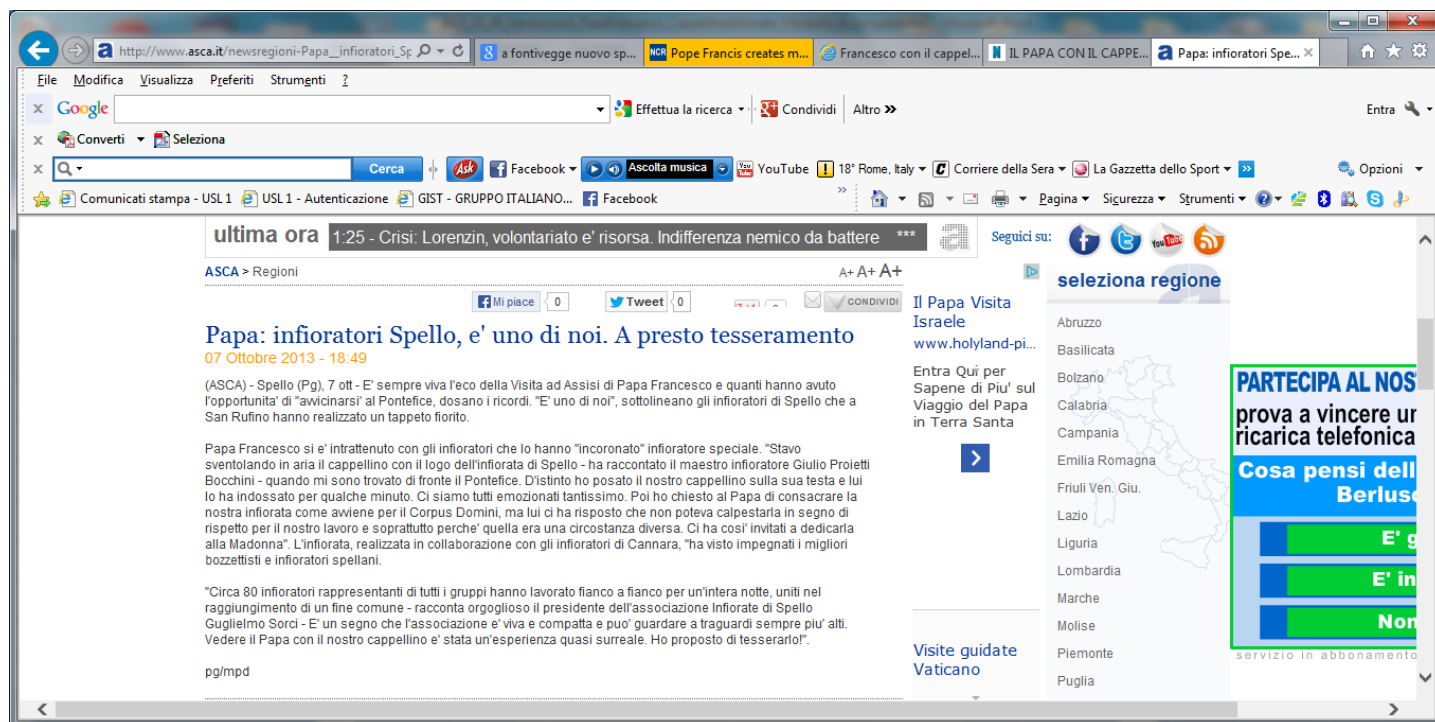 http://www.asca.it/newsregioni-Papa__infioratori_Sp
a fontivegge nuovo sp...
NCR Pope Francis creates m...
Francesco con il cappel...
N IL PAPA CON IL CAPPE...
a Papa: infioratori Spe...
File Modifica Visualizza Preferiti Strumenti ?
x Google Effettua la ricerca Condividi Altro » Entra
x Converti Seleziona
x Cerca Ask Facebook Ascolta musica YouTube 18° Rome, Italy Corriere della Sera La Gazzetta dello Sport » Opzioni
Comunicati stampa - USL 1 USL 1 - Autenticazione GIST - GRUPPO ITALIANO... Facebook » Pagina Sicurezza Strumenti
ultima ora 1:25 - Crisi: Lorenzin, volontariato e' risorsa. Indifferenza nemico da battere ***
Seguici su: You Tube
ASCA > Regioni A+ A+ A+
Mi piace 0 Tweet 0 CONDIVIDI
Papa: infioratori Spello, e' uno di noi. A presto tesseramento
07 Ottobre 2013 - 18:49
(ASCA) - Spello (Pg), 7 ott - E' sempre viva l'eco della Visita ad Assisi di Papa Francesco e quanti hanno avuto
l'opportunita' di "avvicinarsi' al Pontefice, dosano i ricordi. "E' uno di noi", sottolineano gli infioratori di Spello che a
San Rufino hanno realizzato un tappeto fiorito.
Papa Francesco si e' intrattenuto con gli infioratori che lo hanno "incoronato" infioratore speciale. "Stavo
sventolando in aria il cappellino con il logo dell'infiorata di Spello - ha raccontato il maestro infioratore Giulio Proietti
Bocchini - quando mi sono trovato di fronte il Pontefice. D'istinto ho posato il nostro cappellino sulla sua testa e lui
lo ha indossato per qualche minuto. Ci siamo tutti emozionati tantissimo. Poi ho chiesto al Papa di consacrare la
nostra infiorata come avviene per il Corpus Domini, ma lui ci ha risposto che non poteva calpestarla in segno di
rispetto per il nostro lavoro e soprattutto perche' quella era una circostanza diversa. Ci ha cosi' invitati a dedicarla
alla Madonna". L'infiorata, realizzata in collaborazione con gli infioratori di Cannara, "ha visto impegnati i migliori
bozzettisti e infioratori spellani.
"Circa 80 infioratori rappresentanti di tutti i gruppi hanno lavorato fianco a fianco per un'intera notte, uniti nel
raggiungimento di un fine comune - racconta orgoglioso il presidente dell'associazione Infiorate di Spello
Guglielmo Sorci - E' un segno che l'associazione e' viva e compatta e puo' guardare a traguardi sempre piu' alti.
Vedere il Papa con il nostro cappellino e' stata un'esperienza quasi surreale. Ho proposto di tesserarlo!".
pg/mpd
Il Papa Visita
Israele
www.holyland-pi...
Entra Qui per
Sapene di Piu' sul
Viaggio del Papa
in Terra Santa
Visite guidate
Vaticano
seleziona regione
Abruzzo
Basilicata
Bolzano
Calabria
Campania
Emilia Romagna
Friuli Ven. Giu.
Lazio
Liguria
Lombardia
Marche
Molise
Piemonte
Puglia
PARTECIPA AL NOS
prova a vincere un
ricarica telefonica
Cosa pensi dell
Berlusc
E' g
E' in
Non
servizio in abbonamento